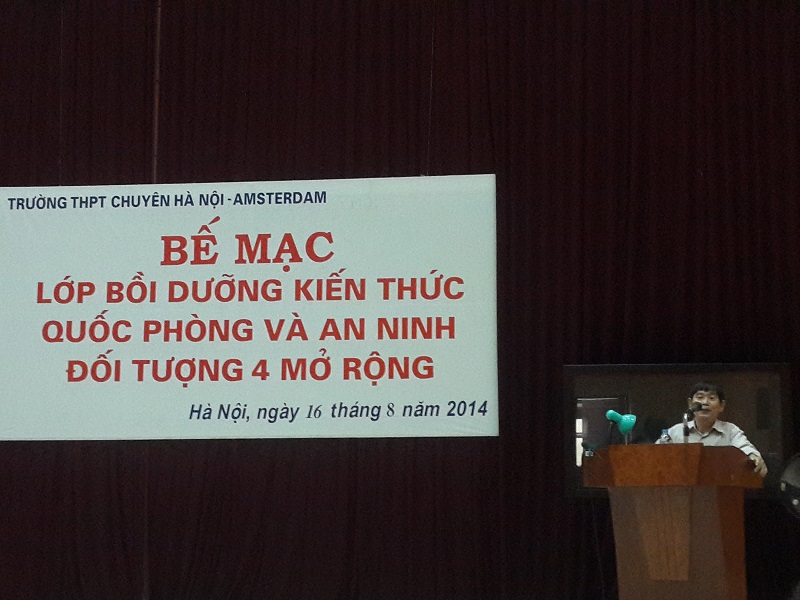 TRƯỜNG THPT CHUYÊN HÀ NỘI - AMSTERDAM
BẾ MẠC
LỚP BỒI DƯỠNG KIẾN THỨC
QUỐC PHÒNG VÀ AN NINH
ĐỐI TƯỢNG 4 MỞ RỘNG
Hà Nội, ngày 16 tháng 8 năm 2014